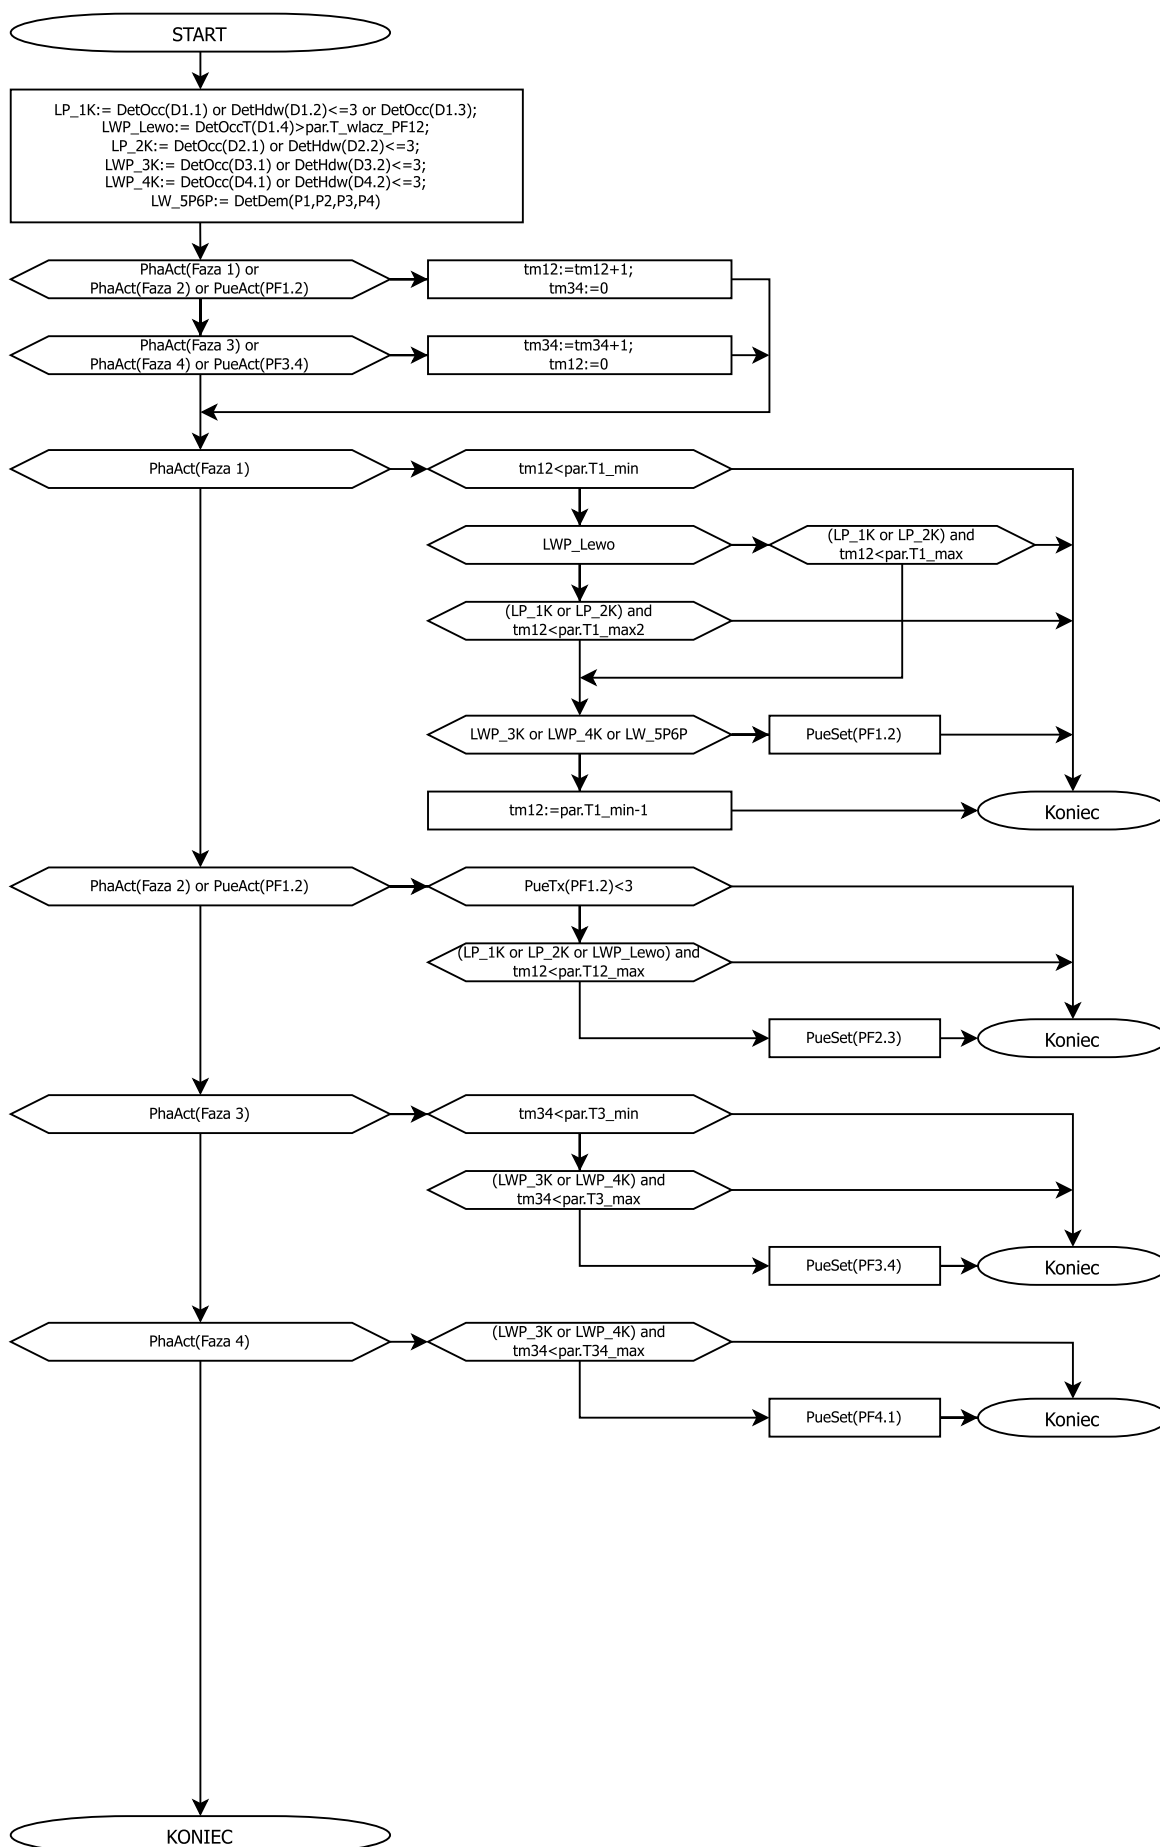 START
LP_1K:= DetOcc(D1.1) or DetHdw(D1.2)<=3 or DetOcc(D1.3);
LWP_Lewo:= DetOccT(D1.4)>par.T_wlacz_PF12;
LP_2K:= DetOcc(D2.1) or DetHdw(D2.2)<=3;
LWP_3K:= DetOcc(D3.1) or DetHdw(D3.2)<=3;
LWP_4K:= DetOcc(D4.1) or DetHdw(D4.2)<=3;
LW_5P6P:= DetDem(P1,P2,P3,P4)
PhaAct(Faza 1) or
PhaAct(Faza 2) or PueAct(PF1.2)
tm12:=tm12+1;
tm34:=0
PhaAct(Faza 3) or
PhaAct(Faza 4) or PueAct(PF3.4)
tm34:=tm34+1;
tm12:=0
PhaAct(Faza 1)
tm12<par.T1_min
LWP_Lewo
(LP_1K or LP_2K) and
tm12<par.T1_max
(LP_1K or LP_2K) and
tm12<par.T1_max2
LWP_3K or LWP_4K or LW_5P6P
PueSet(PF1.2)
tm12:=par.T1_min-1
Koniec
PhaAct(Faza 2) or PueAct(PF1.2)
PueTx(PF1.2)<3
(LP_1K or LP_2K or LWP_Lewo) and
tm12<par.T12_max
PueSet(PF2.3)
Koniec
PhaAct(Faza 3)
tm34<par.T3_min
(LWP_3K or LWP_4K) and
tm34<par.T3_max
PueSet(PF3.4)
Koniec
PhaAct(Faza 4)
(LWP_3K or LWP_4K) and
tm34<par.T34_max
PueSet(PF4.1)
Koniec
KONIEC